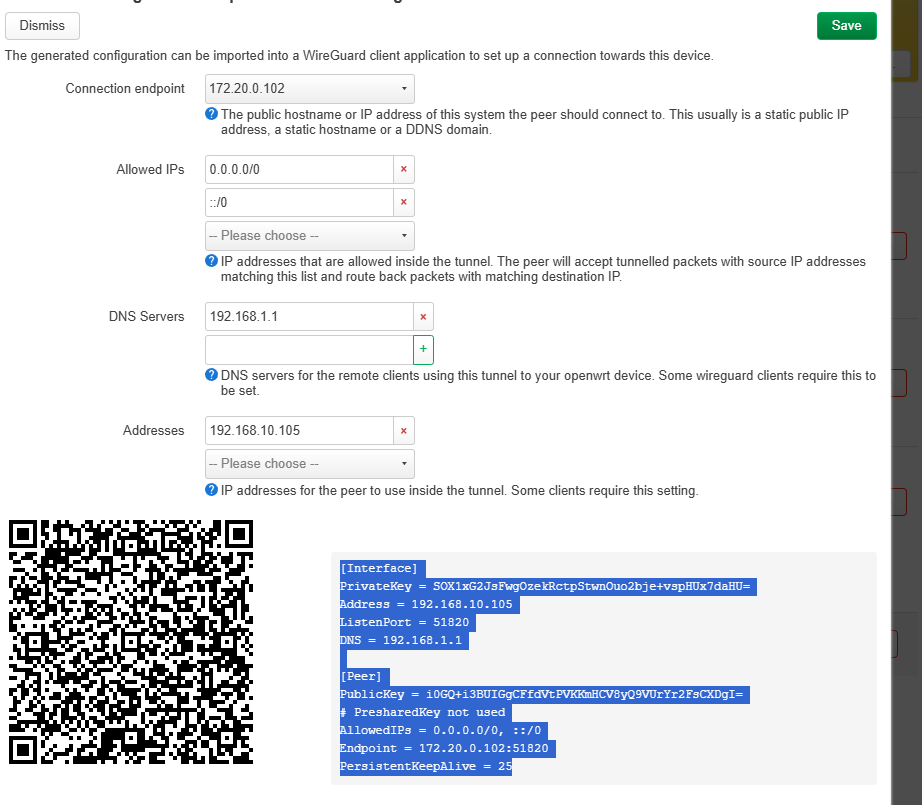 Dismiss
Save
The generated configuration can be imported into a WireGuard client application to set up a connection towards this device.
Connection endpoint
172.20.0.102
The public hostname or IP address of this system the peer should connect to. This usually is a static public IP
address, a static hostname or a DDNS domain.
Allowed IPs
0.0.0.0/0
×
::/0
×
-- Please choose --
IP addresses that are allowed inside the tunnel. The peer will accept tunnelled packets with source IP addresses
matching this list and route back packets with matching destination IP.
DNS Servers
192.168.1.1
×
+
DNS servers for the remote clients using this tunnel to your openwrt device. Some wireguard clients require this to
be set.
Addresses
192.168.10.105
×
-- Please choose --
IP addresses for the peer to use inside the tunnel. Some clients require this setting.
[Interface]
PrivateKey = SOX1xG2JsFwgOzekRctpStwnOuo2bje+vspHUx7daHU=
Address = 192.168.10.105
ListenPort = 51820
DNS = 192.168.1.1
[Peer]
PublicKey = i0GQ+i3BUIGgCFfdVtPVKKmHCV8yQ9VUrYr2FsCXDgI=
# PresharedKey not used
AllowedIPs = 0.0.0.0/0, ::/0
Endpoint = 172.20.0.102:51820
PersistentKeepAlive = 25